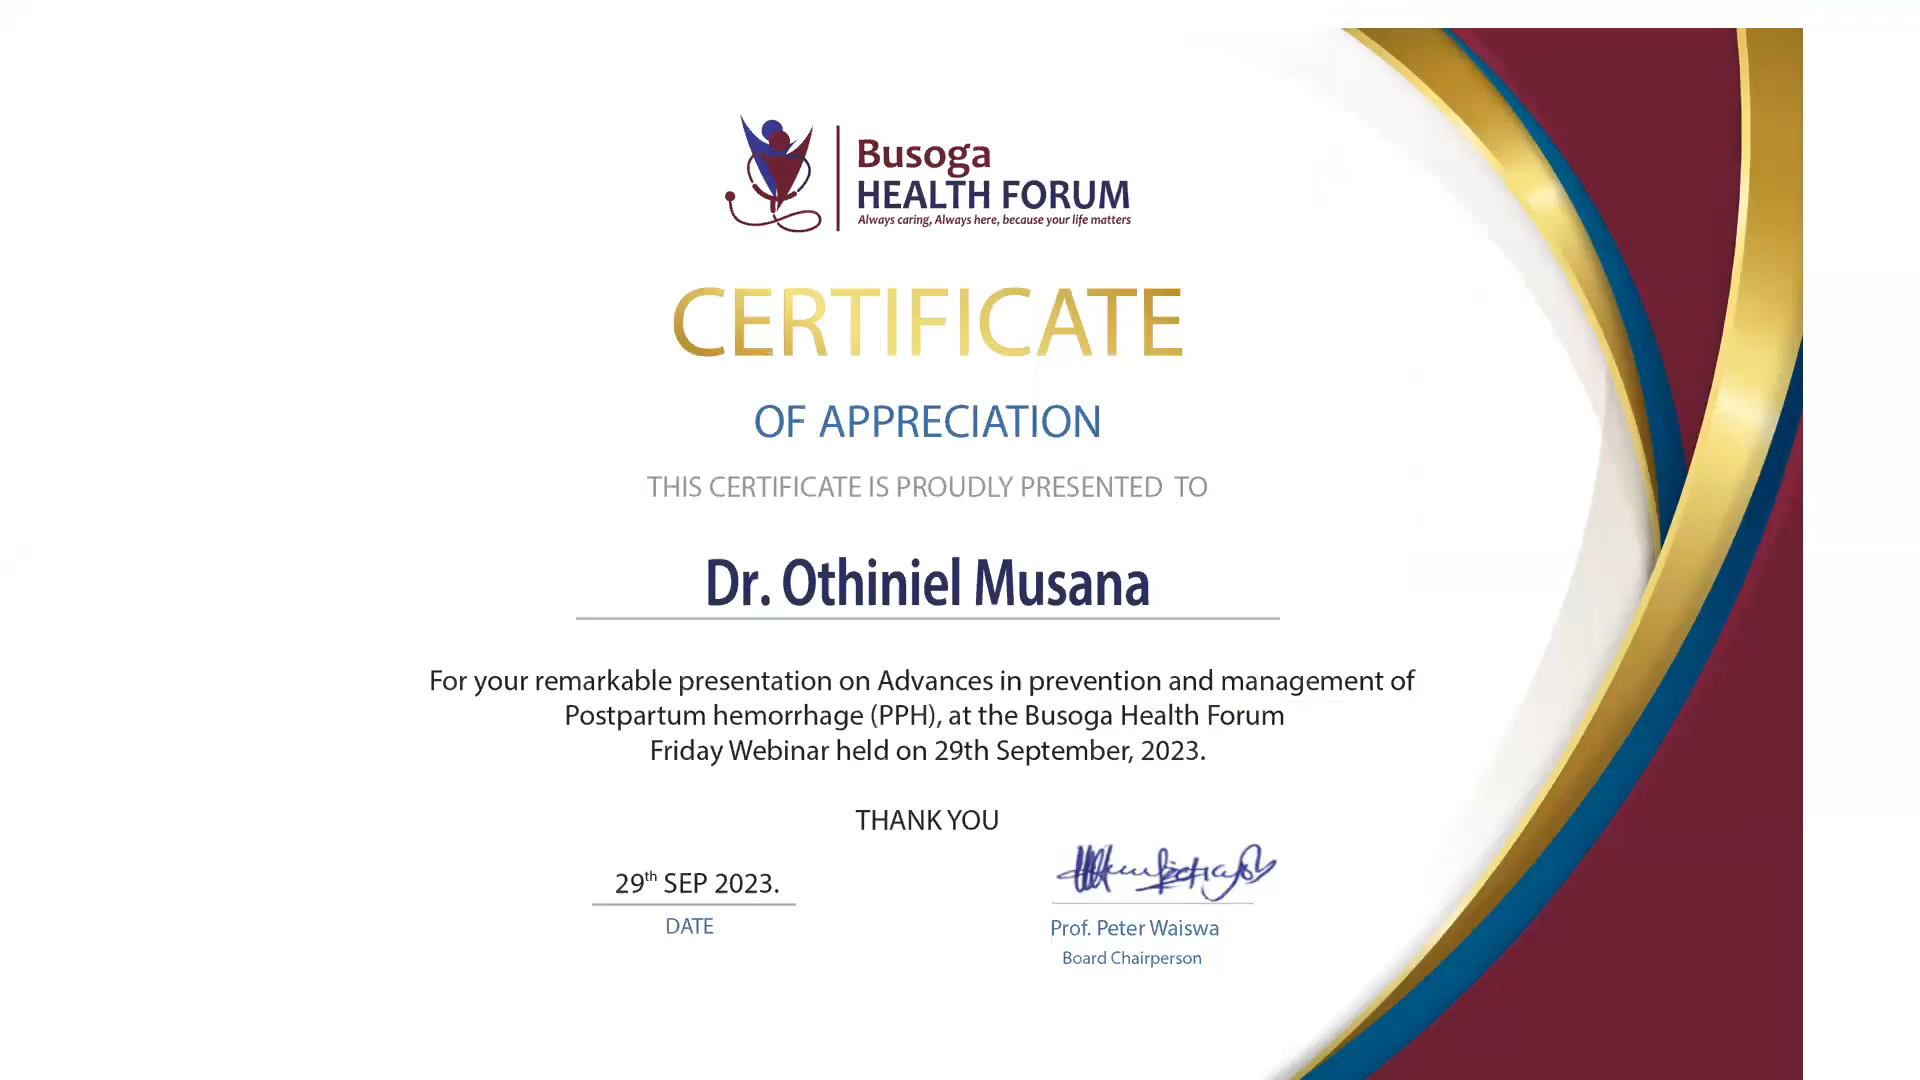 Busoga
HEALTH FORUM
Always caring, Always here, because your life matters
CERTIFICATE
OF APPRECIATION
THIS CERTIFICATE IS PROUDLY PRESENTED TO
Dr. Othiniel Musana
For your remarkable presentation on Advances in prevention and management of
Postpartum hemorrhage (PPH), at the Busoga Health Forum
Friday Webinar held on 29th September, 2023.
THANK YOU
29th SEP 2023.
DATE
Prof. Peter Waiswa
Board Chairperson